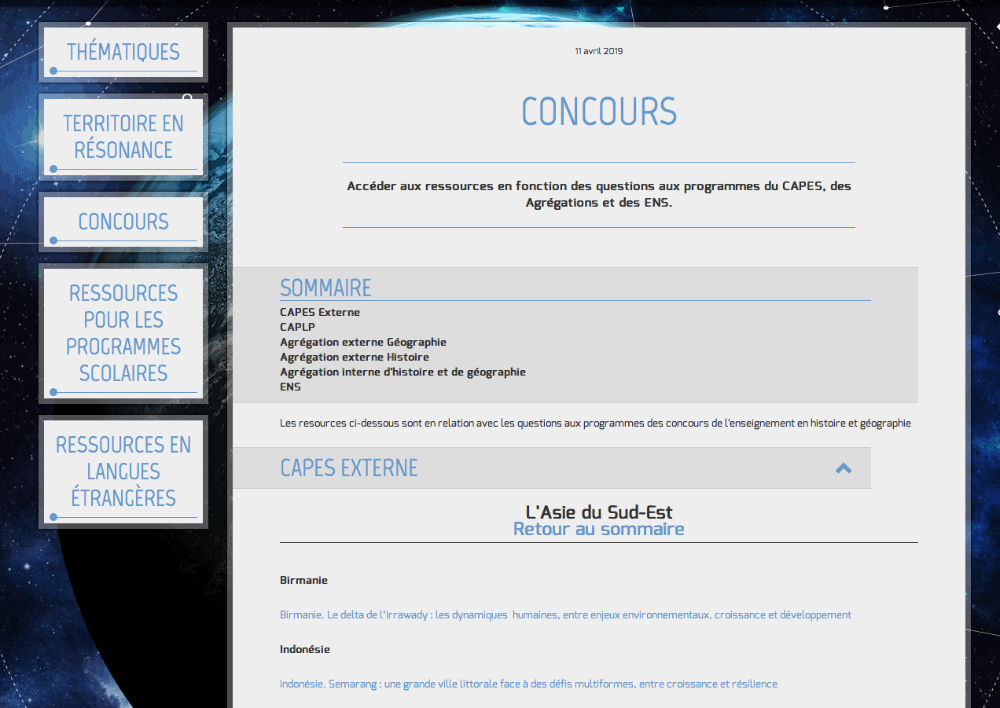 THÉMATIQUES
TERRITOIRE EN
RÉSONANCE
CONCOURS
RESSOURCES
POUR LES
PROGRAMMES
SCOLAIRES
RESSOURCES EN
LANGUES
ÉTRANGÈRES
11 avril 2019
CONCOURS
Accéder aux ressources en fonction des questions aux programmes du CAPES, des
Agrégations et des ENS.
SOMMAIRE
CAPES Externe
CAPLP
Agrégation externe Géographie
Agrégation externe Histoire
Agrégation interne d'histoire et de géographie
ENS
Les resources ci-dessous sont en relation avec les questions aux programmes des concours de l'enseignement en histoire et géographie
CAPES EXTERNE
L'Asie du Sud-Est
Retour au sommaire
Birmanie
Birmanie. Le delta de l'Irrawady : les dynamiques  humaines, entre enjeux environnementaux, croissance et développement
Indonésie
Indonésie. Semarang : une grande ville littorale face à des défis multiformes, entre croissance et résilience